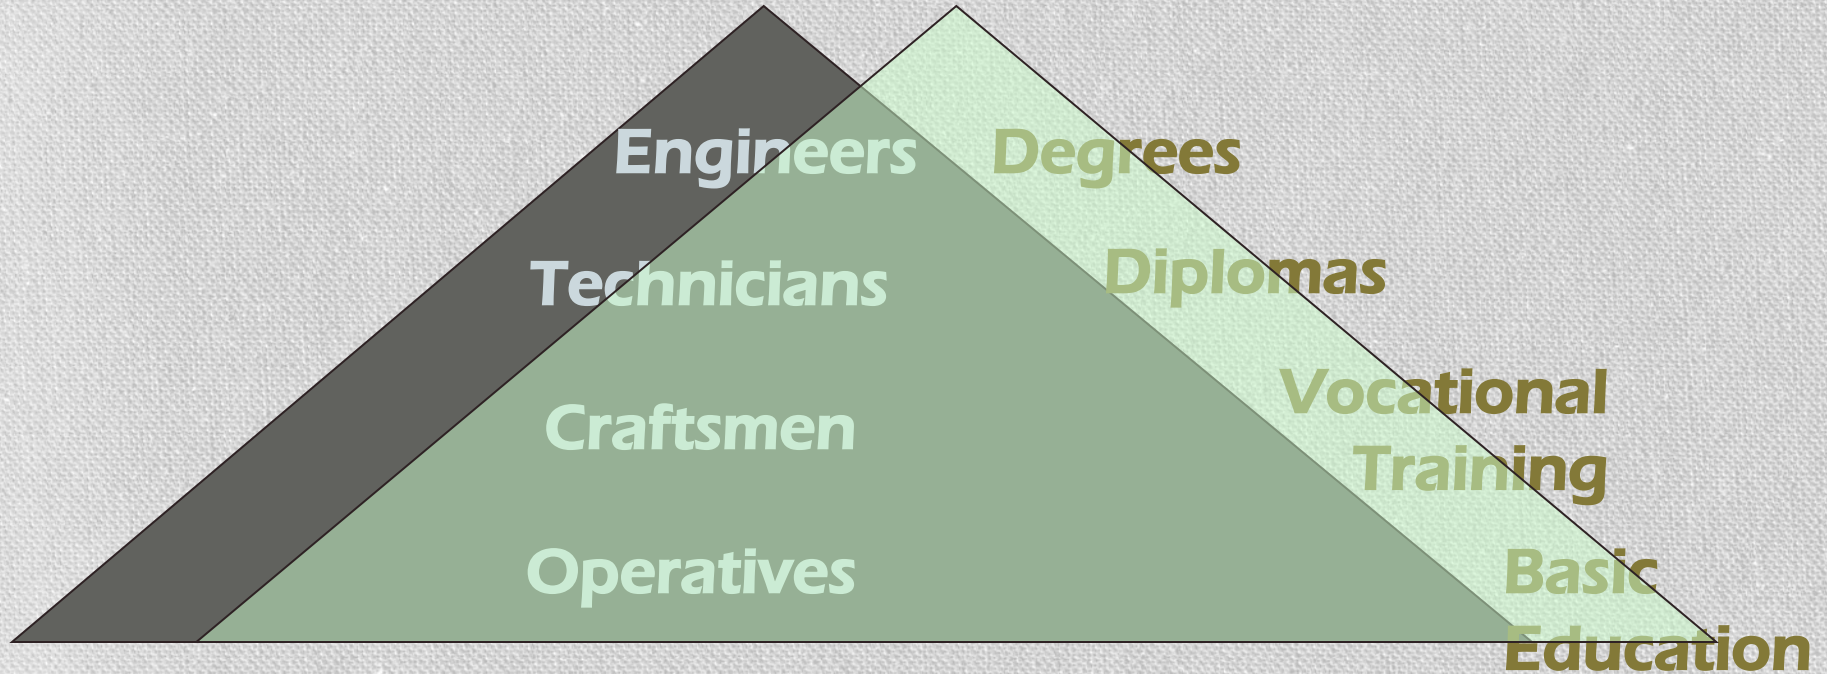 Engineers
Degrees
Technicians
Diplomas
Craftsmen
Vocational
Training
Operatives
Basic
Education